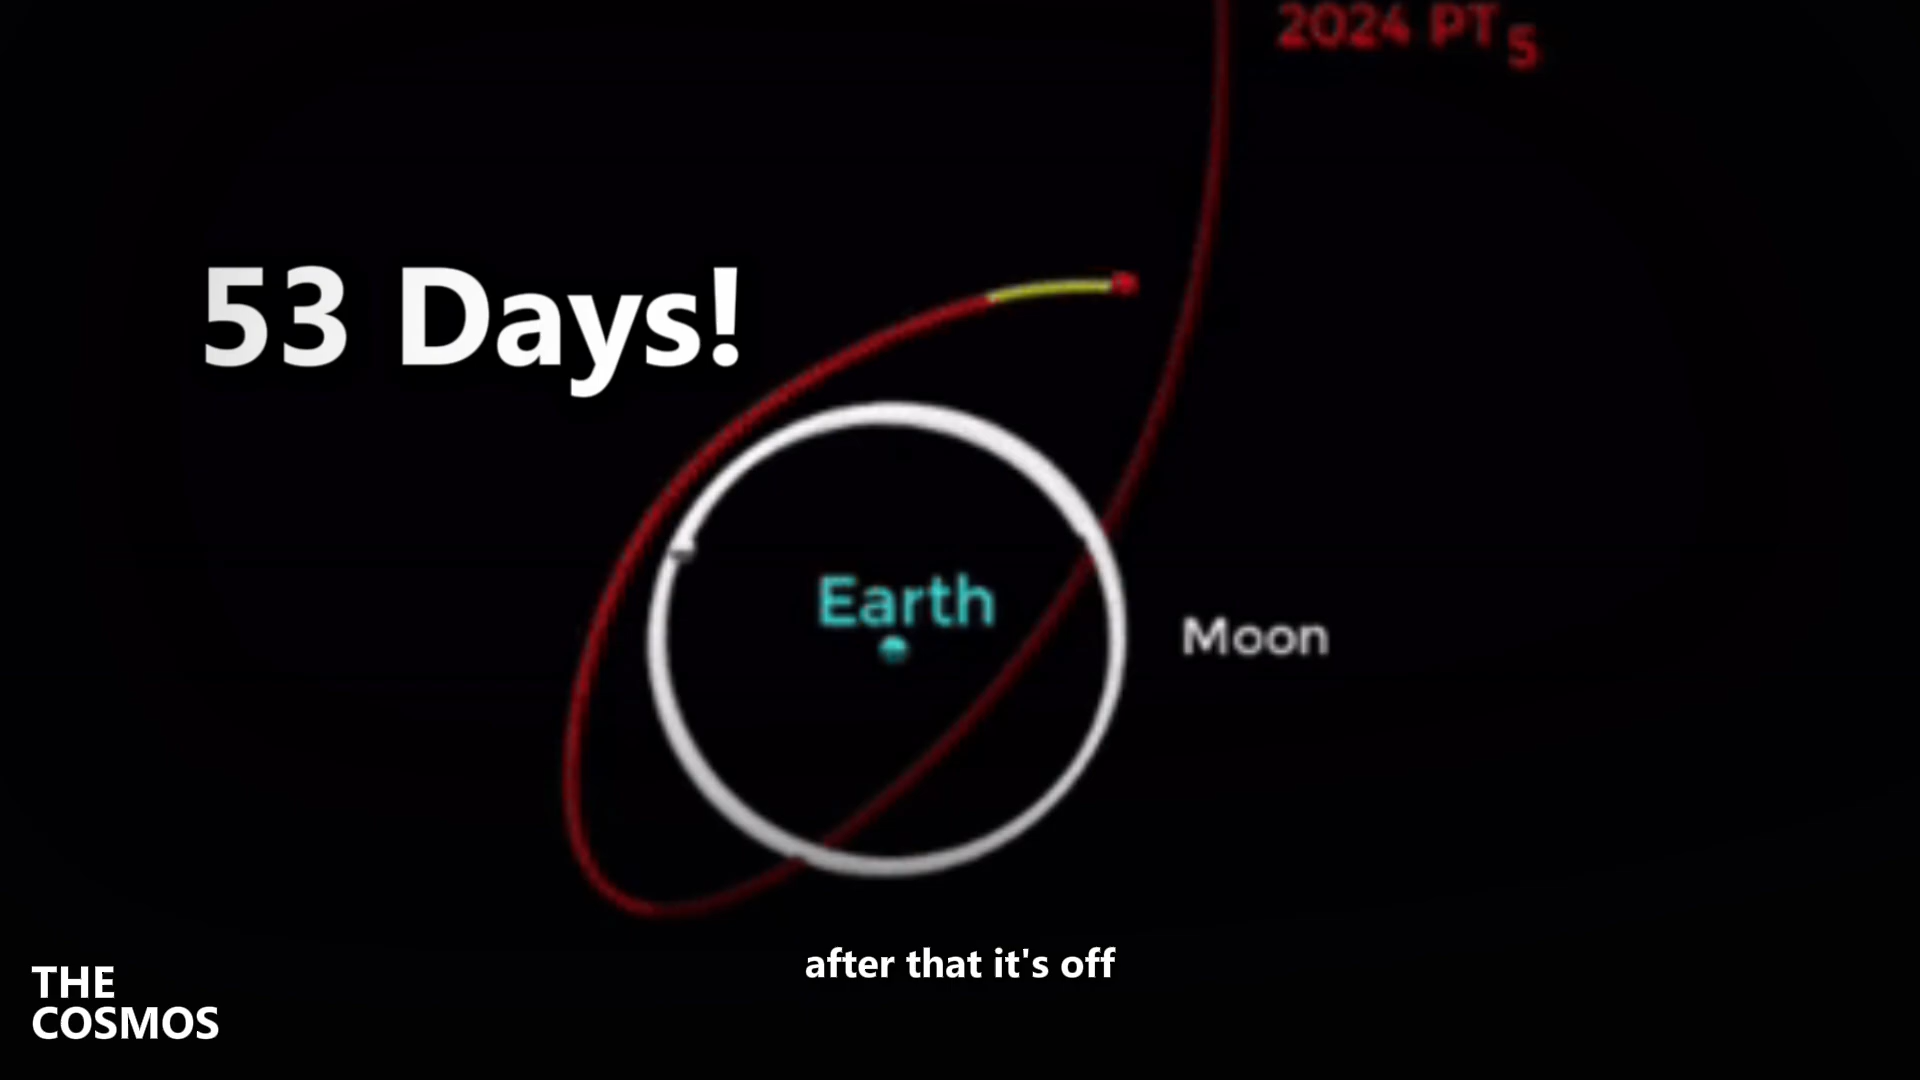 2024 PT5
53 Days!
Earth
Moon
after that it's off
THE
COSMOS